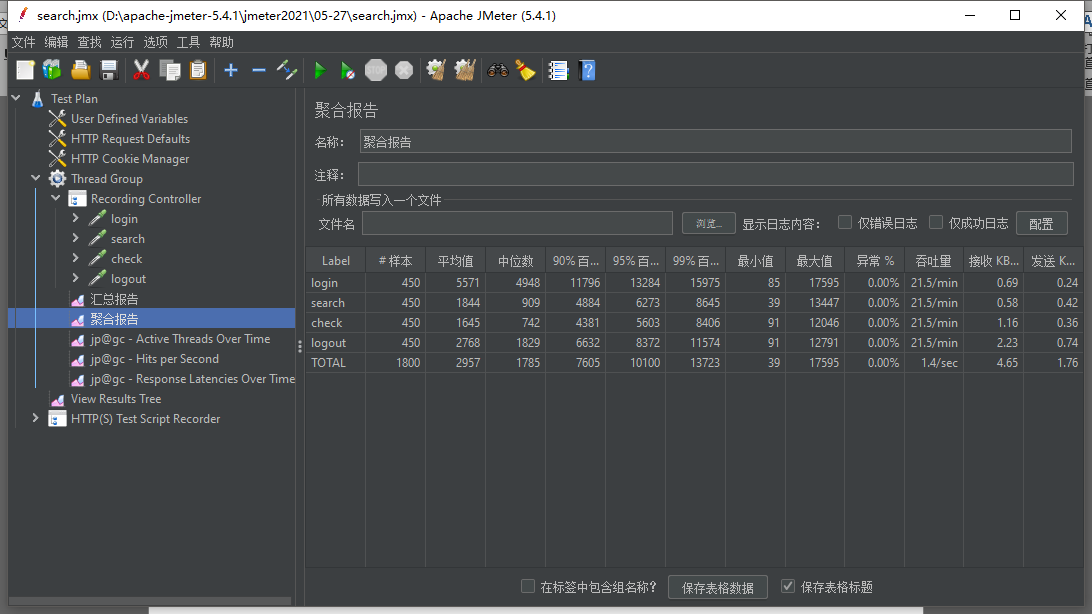 search.jmx (D:\apache-jmeter-5.4.1\jmeter2021\05-27\search.jmx) - Apache JMeter (5.4.1)
文件 编辑 查找 运行 选项 工具 帮助
Test Plan
User Defined Variables
HTTP Request Defaults
HTTP Cookie Manager
Thread Group
Recording Controller
login
search
check
logout
汇总报告
聚合报告
jp@gc - Active Threads Over Time
jp@gc - Hits per Second
jp@gc - Response Latencies Over Time
View Results Tree
HTTP(S) Test Script Recorder
聚合报告
名称： 聚合报告
注释：
所有数据写入一个文件
文件名 浏览... 显示日志内容： 仅错误日志 仅成功日志 配置
Label # 样本 平均值 中位数 90% 百... 95% 百... 99% 百... 最小值 最大值 异常 % 吞吐量 接收 KB... 发送 K...
login 450 5571 4948 11796 13284 15975 85 17595 0.00% 21.5/min 0.69 0.24
search 450 1844 909 4884 6273 8645 39 13447 0.00% 21.5/min 0.58 0.42
check 450 1645 742 4381 5603 8406 91 12046 0.00% 21.5/min 1.16 0.36
logout 450 2768 1829 6632 8372 11574 91 12791 0.00% 21.5/min 2.23 0.74
TOTAL 1800 2957 1785 7605 10100 13723 39 17595 0.00% 1.4/sec 4.65 1.76
在标签中包含组名称？ 保存表格数据 保存表格标题